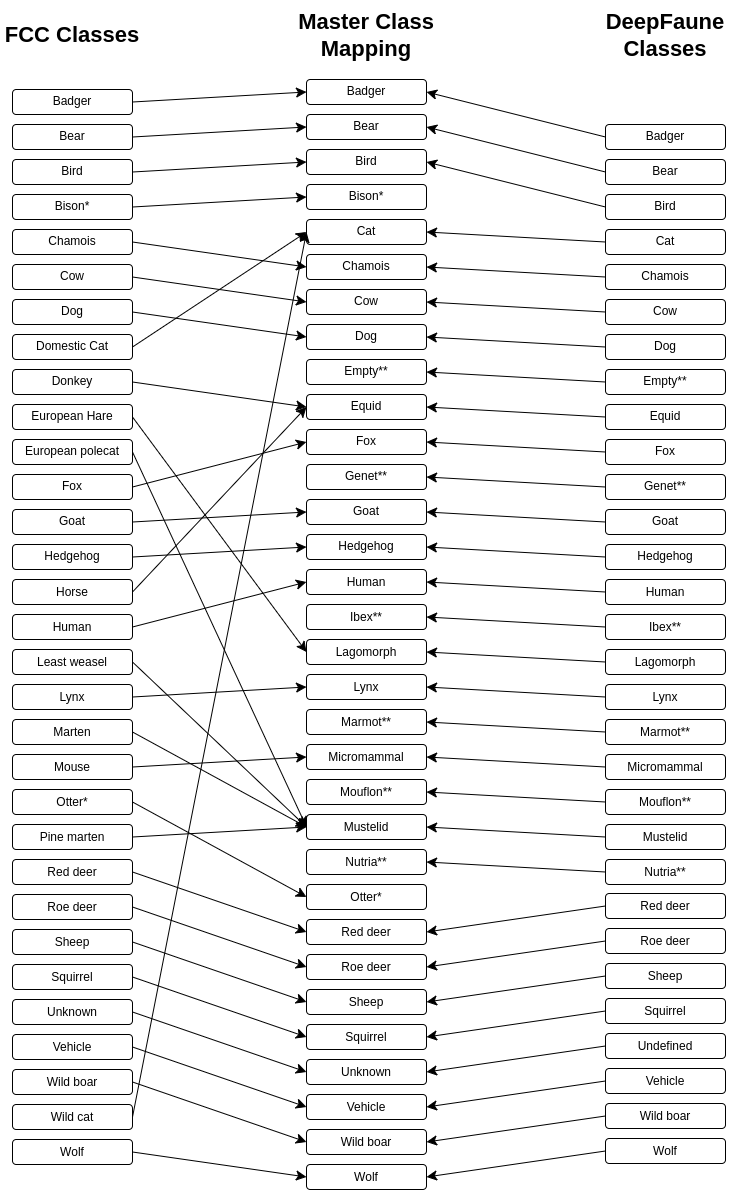 FCC Classes
Badger
Bear
Bird
Bison*
Chamois
Cow
Dog
Domestic Cat
Donkey
European Hare
European polecat
Fox
Goat
Hedgehog
Horse
Human
Least weasel
Lynx
Marten
Mouse
Otter*
Pine marten
Red deer
Roe deer
Sheep
Squirrel
Unknown
Vehicle
Wild boar
Wild cat
Wolf
Master Class
Mapping
Badger
Bear
Bird
Bison*
Cat
Chamois
Cow
Dog
Empty**
Equid
Fox
Genet**
Goat
Hedgehog
Human
Ibex**
Lagomorph
Lynx
Marmot**
Micromammal
Mouflon**
Mustelid
Nutria**
Otter*
Red deer
Roe deer
Sheep
Squirrel
Unknown
Vehicle
Wild boar
Wolf
DeepFaune
Classes
Badger
Bear
Bird
Cat
Chamois
Cow
Dog
Empty**
Equid
Fox
Genet**
Goat
Hedgehog
Human
Ibex**
Lagomorph
Lynx
Marmot**
Micromammal
Mouflon**
Mustelid
Nutria**
Red deer
Roe deer
Sheep
Squirrel
Undefined
Vehicle
Wild boar
Wolf